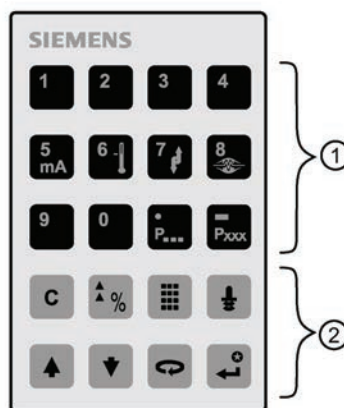 SIEMENS
1 2 3 4
5 6 7 8
mA
9 0 • –
P... Pxxx
C %
①
②